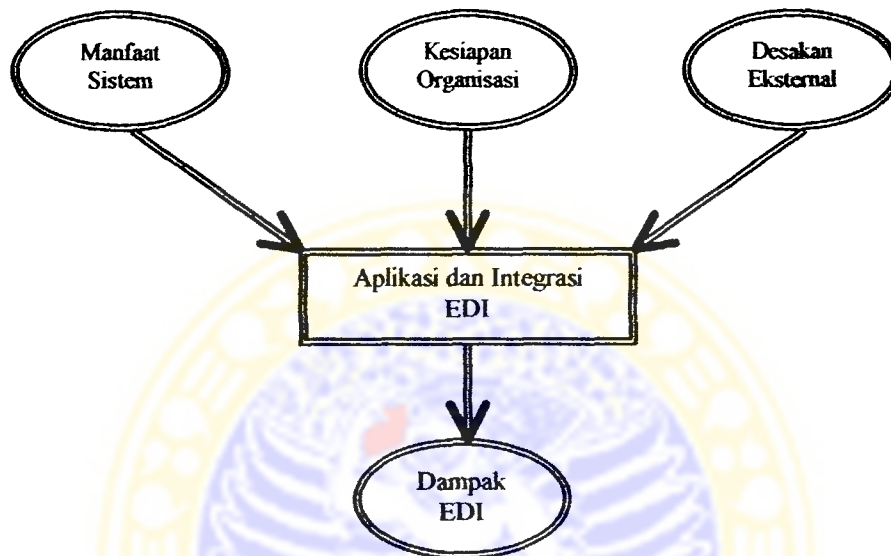 Manfaat
Sistem
Kesiapan
Organisasi
Desakan
Eksternal
Aplikasi dan Integrasi
EDI
Dampak
EDI